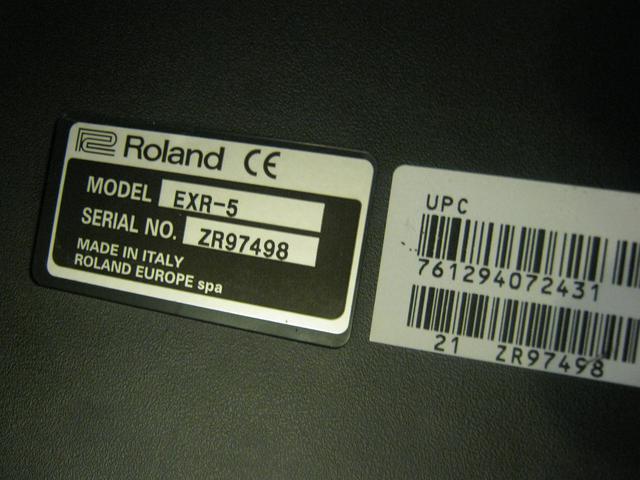 Roland CE
MODEL EXR-5
SERIAL NO. ZR97498
MADE IN ITALY
ROLAND EUROPE spa
UPC
761294072431
21 ZR97498